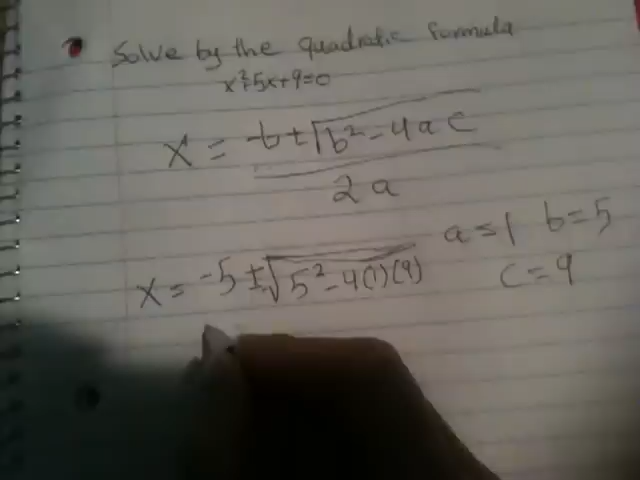 Solve by the quadratic formula
x²+5x+9=0
x = -b±√b²-4ac
2a
a=1 b=5
x = -5±√5²-4(1)(9)
c=9